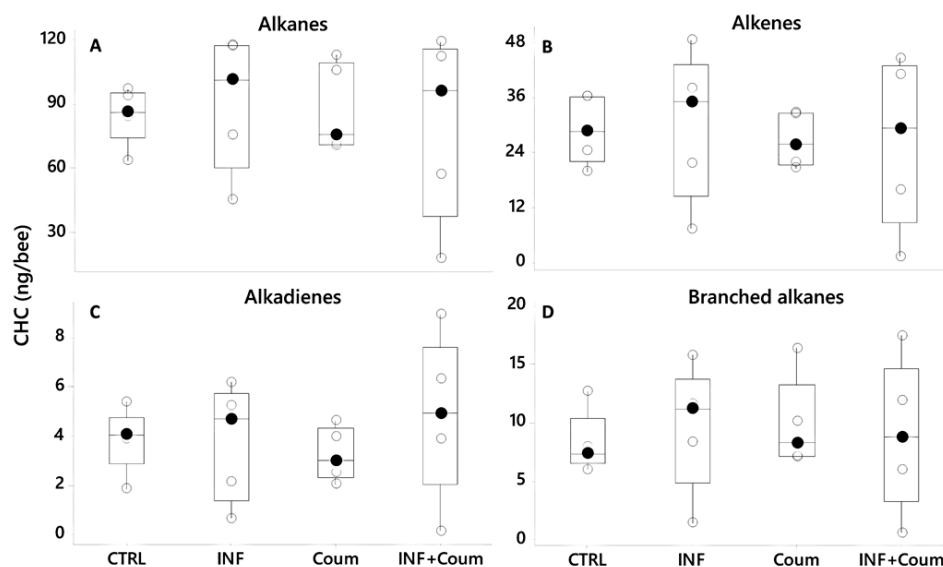 Alkanes
A
120
90
60
30
Alkenes
B
48
36
24
12
0
CHC (ng/bee)
Alkadienes
C
8
6
4
2
0
CTRL INF Coum INF+Coum
Branched alkanes
D
20
15
10
5
0
CTRL INF Coum INF+Coum